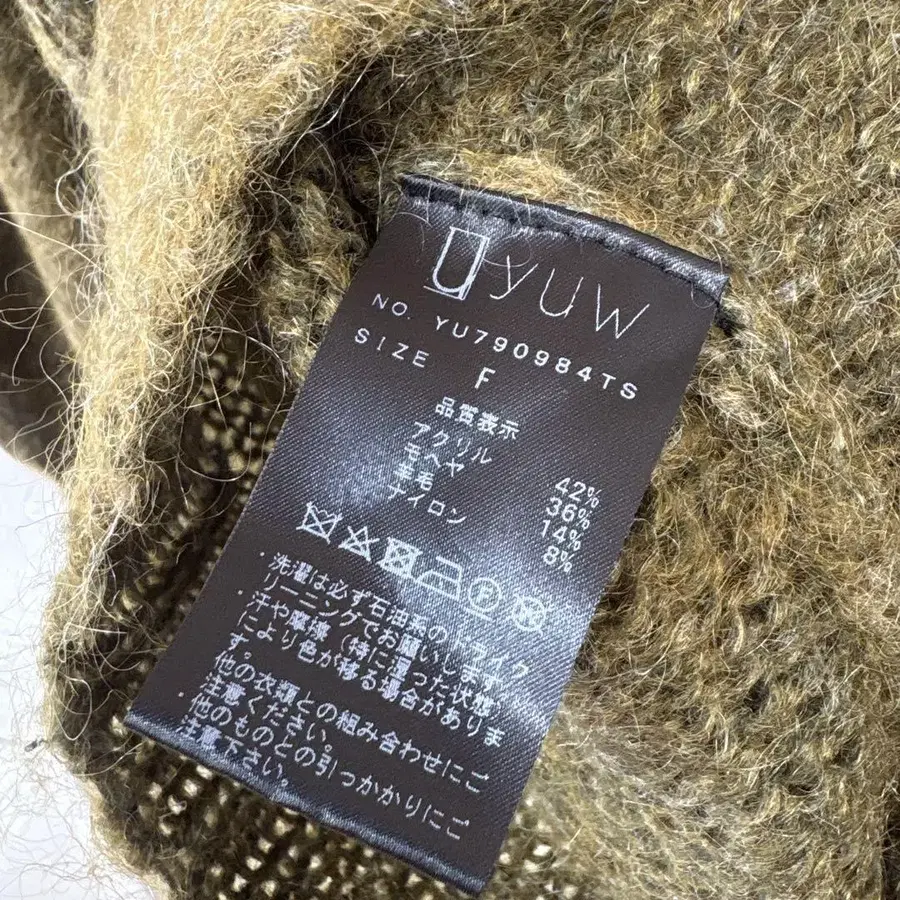 yuw
NO. YU790984TS
SIZE F
品質表示
アクリル 42%
モヘヤ 36%
羊毛 14%
ナイロン 8%
・洗濯は必ず石油系のドライク
リーニングでお願いします。
・汗や摩擦（特に湿った状態）
により色が移る場合がありま
す。
他の衣類との組み合わせにご
注意ください。
・他のものとの引っかかりにご
注意下さい。